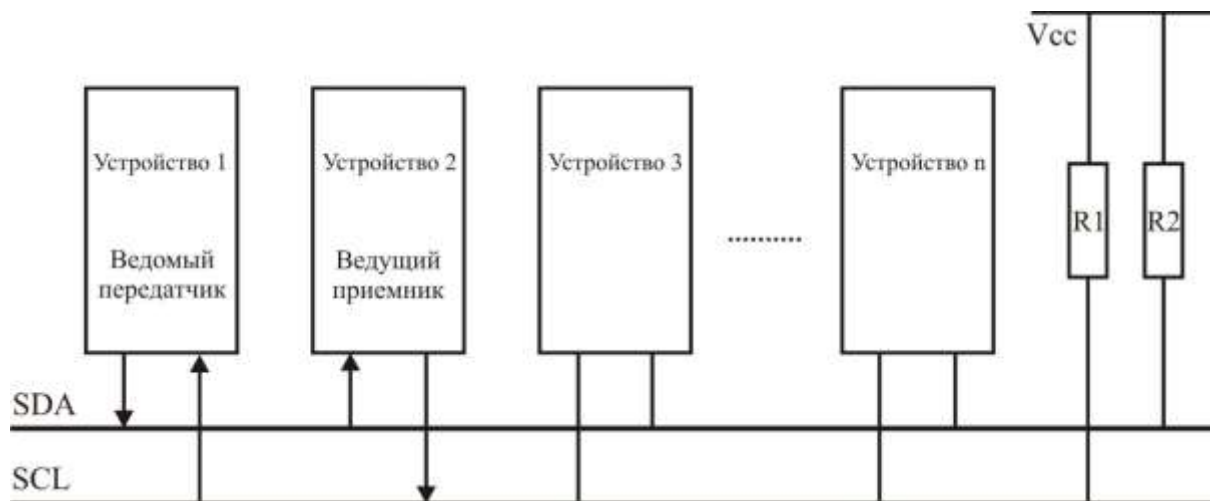 Vcc
Устройство 1
Ведомый
передатчик
Устройство 2
Ведущий
приемник
Устройство 3
..........
Устройство n
R1
R2
SDA
SCL